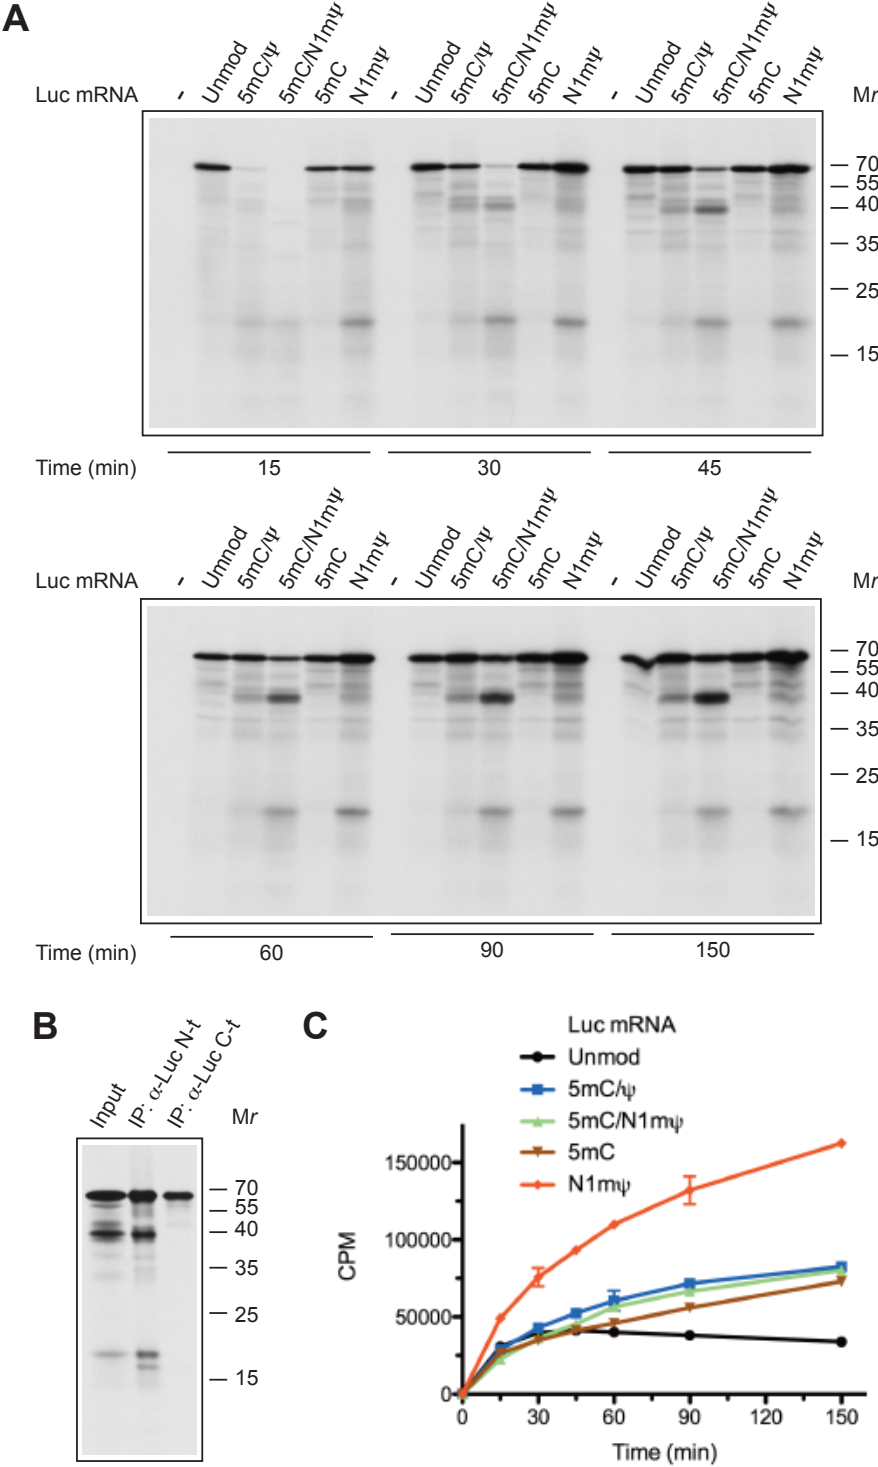 A
Luc mRNA - Unmod 5mC/Ψ 5mC/N1mΨ 5mC N1mΨ - Unmod 5mC/Ψ 5mC/N1mΨ 5mC N1mΨ - Unmod 5mC/Ψ 5mC/N1mΨ 5mC N1mΨ Mr
70
55
40
35
25
15
Time (min) 15 30 45
Luc mRNA - Unmod 5mC/Ψ 5mC/N1mΨ 5mC N1mΨ - Unmod 5mC/Ψ 5mC/N1mΨ 5mC N1mΨ - Unmod 5mC/Ψ 5mC/N1mΨ 5mC N1mΨ Mr
70
55
40
35
25
15
Time (min) 60 90 150
B
Input IP: α-Luc N-t IP: α-Luc C-t Mr
70
55
40
35
25
15
C
Luc mRNA
Unmod
5mC/ψ
5mC/N1mψ
5mC
N1mψ
CPM
150000
100000
50000
0
0 30 60 90 120 150
Time (min)